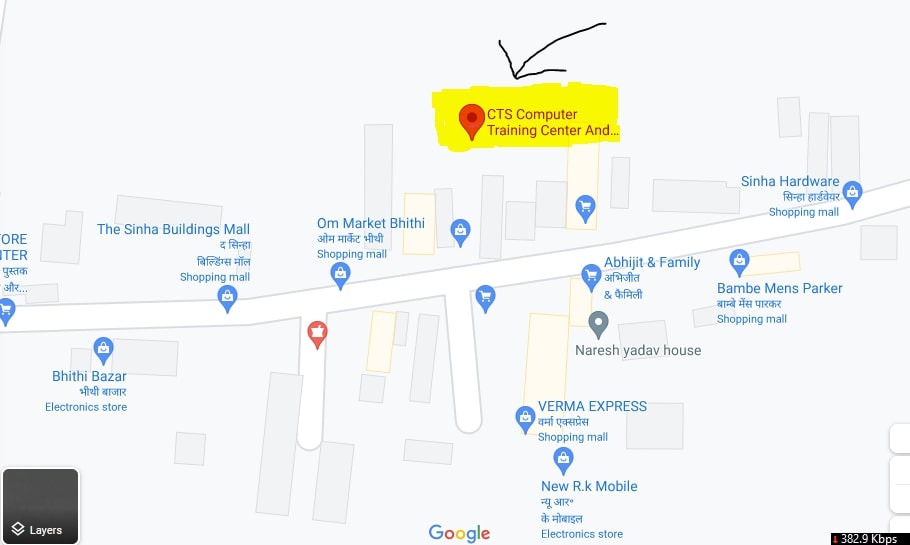 CTS Computer
Training Center And...
Sinha Hardware
सिन्हा हार्डवेयर
Shopping mall
The Sinha Buildings Mall
द सिन्हा
बिल्डिंग्स मॉल
Shopping mall
Om Market Bhithi
ओम मार्केट भीथी
Shopping mall
TORE
NTER
पुस्तक
और...
Abhijit & Family
अभिजीत
& फैमिली
Bambe Mens Parker
बाम्बे मेंस पारकर
Shopping mall
Naresh yadav house
Bhithi Bazar
भीथी बाजार
Electronics store
VERMA EXPRESS
वर्मा एक्सप्रेस
Shopping mall
New R.k Mobile
न्यू आर॰
के मोबाइल
Electronics store
Layers
Google
382.9 Kbps